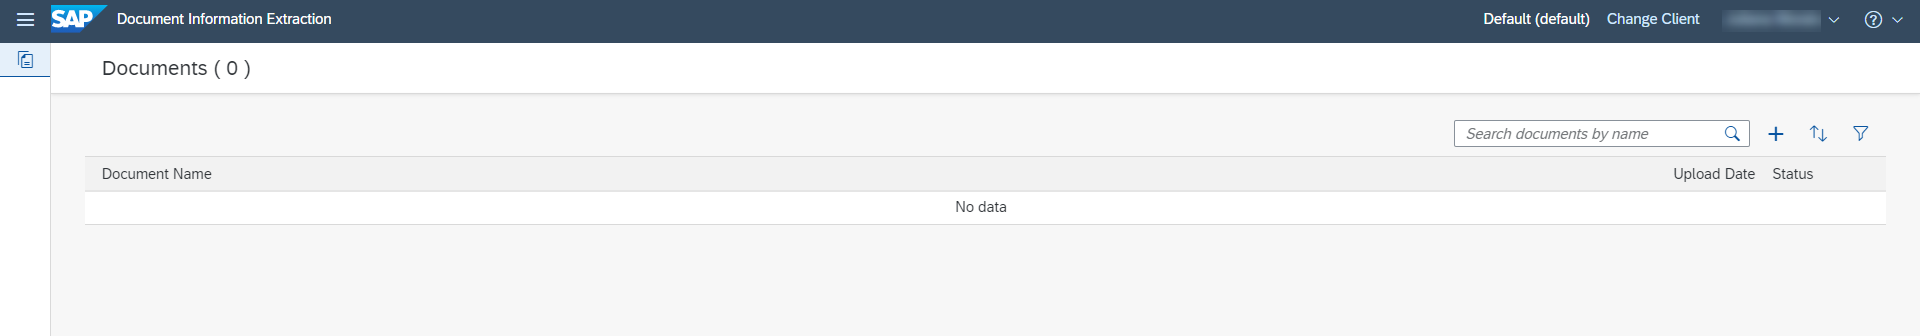 SAP Document Information Extraction Default (default) Change Client
Documents ( 0 )
Search documents by name
Document Name Upload Date Status
No data